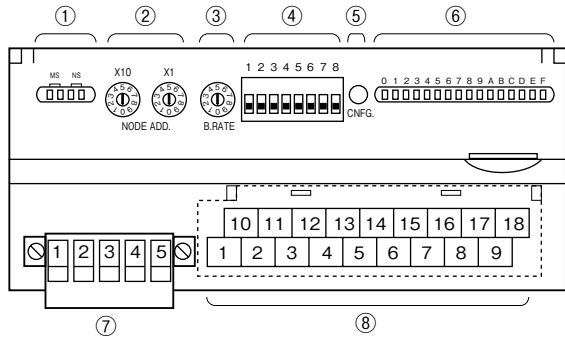 ① ② ③ ④ ⑤ ⑥
MS NS
X10 X1
NODE ADD.
B.RATE
1 2 3 4 5 6 7 8
CNFG.
0 1 2 3 4 5 6 7 8 9 A B C D E F
10 11 12 13 14 15 16 17 18
1 2 3 4 5
1 2 3 4 5 6 7 8 9
⑦ ⑧